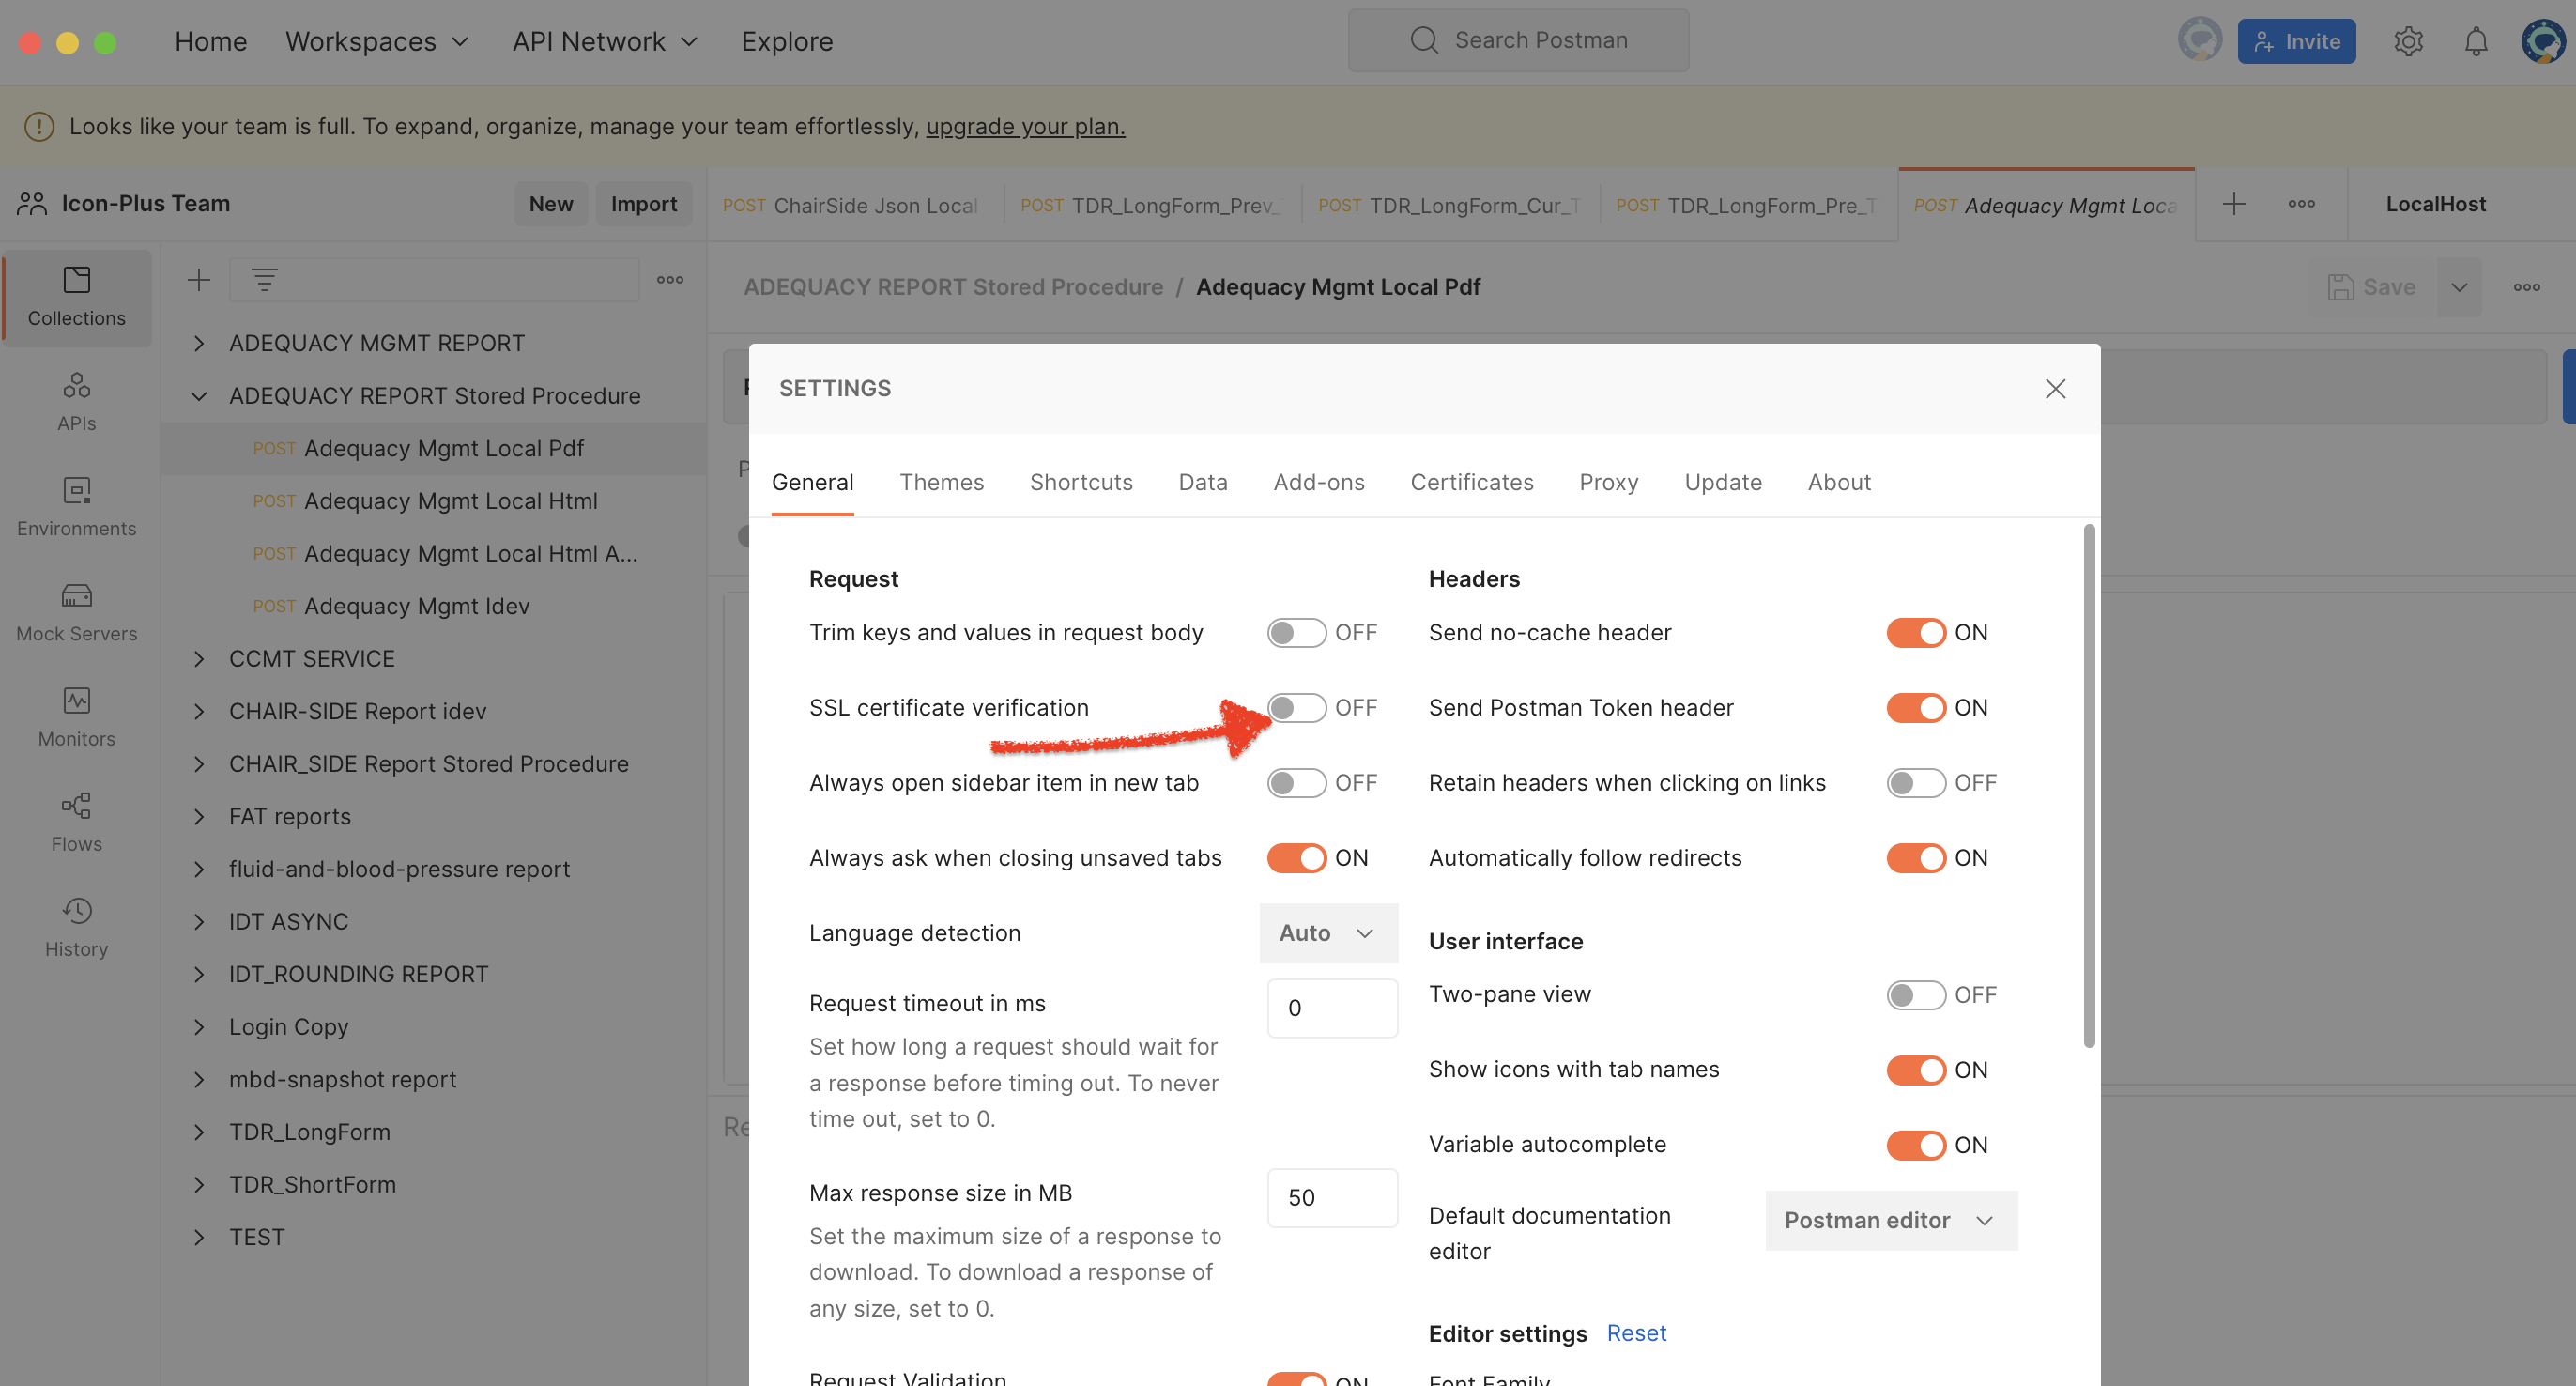 Home Workspaces API Network Explore Search Postman Invite
Looks like your team is full. To expand, organize, manage your team effortlessly, upgrade your plan.
Icon-Plus Team New Import
POST ChairSide Json Local POST TDR_LongForm_Prev_ POST TDR_LongForm_Cur_T POST TDR_LongForm_Pre_T POST Adequacy Mgmt Loca LocalHost
ADEQUACY REPORT Stored Procedure / Adequacy Mgmt Local Pdf Save
Collections
APIs
Environments
Mock Servers
Monitors
Flows
History
ADEQUACY MGMT REPORT
ADEQUACY REPORT Stored Procedure
POST Adequacy Mgmt Local Pdf
POST Adequacy Mgmt Local Html
POST Adequacy Mgmt Local Html A...
POST Adequacy Mgmt Idev
CCMT SERVICE
CHAIR-SIDE Report idev
CHAIR_SIDE Report Stored Procedure
FAT reports
fluid-and-blood-pressure report
IDT ASYNC
IDT_ROUNDING REPORT
Login Copy
mbd-snapshot report
TDR_LongForm
TDR_ShortForm
TEST
Re
SETTINGS
General Themes Shortcuts Data Add-ons Certificates Proxy Update About
Request
Trim keys and values in request body OFF
SSL certificate verification OFF
Always open sidebar item in new tab OFF
Always ask when closing unsaved tabs ON
Language detection Auto
Request timeout in ms 0
Set how long a request should wait for
a response before timing out. To never
time out, set to 0.
Max response size in MB 50
Set the maximum size of a response to
download. To download a response of
any size, set to 0.
Request Validation ON
Headers
Send no-cache header ON
Send Postman Token header ON
Retain headers when clicking on links OFF
Automatically follow redirects ON
User interface
Two-pane view OFF
Show icons with tab names ON
Variable autocomplete ON
Default documentation
editor Postman editor
Editor settings Reset
Font Family